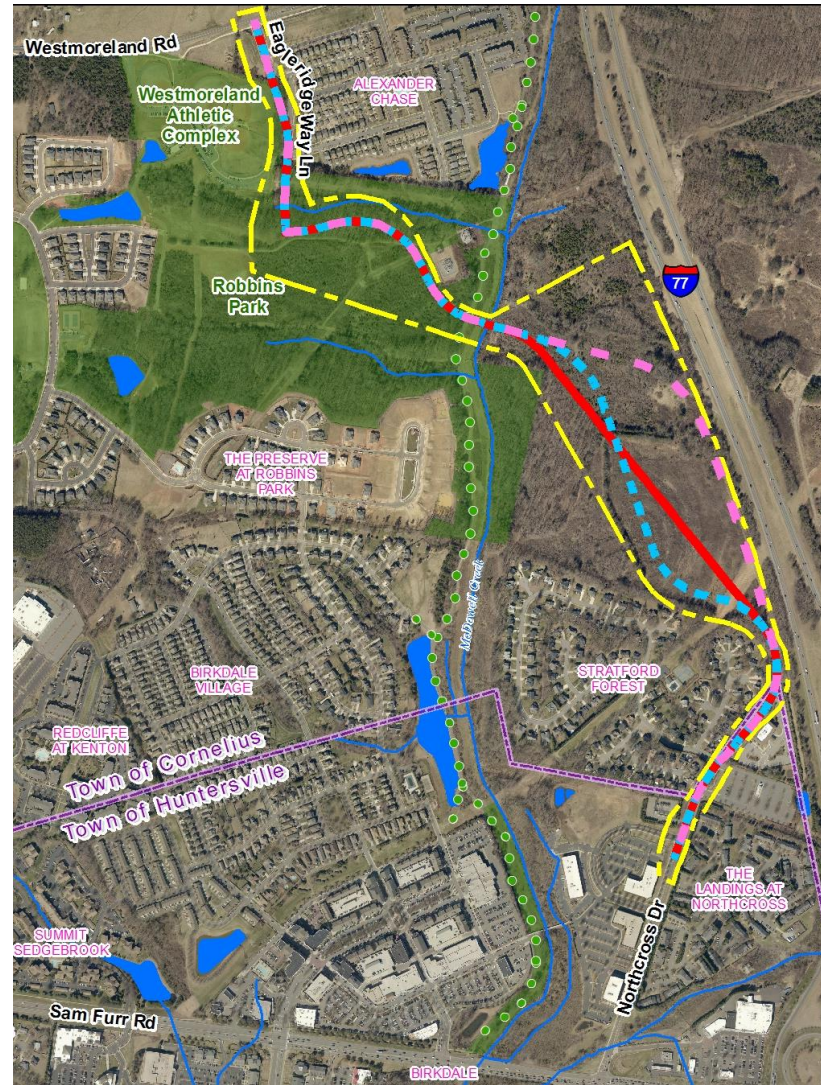 Westmoreland Rd
Eagleridge Way Ln
ALEXANDER
CHASE
Westmoreland
Athletic
Complex
77
Robbins
Park
THE PRESERVE
AT ROBBINS
PARK
McDowell Creek
STRATFORD
FOREST
BIRKDALE
VILLAGE
REDCLIFFE
AT KENTON
Town of Cornelius
Town of Huntersville
THE
LANDINGS AT
NORTHCROSS
Northcross Dr
SUMMIT
SEDGEBROOK
Sam Furr Rd
BIRKDALE